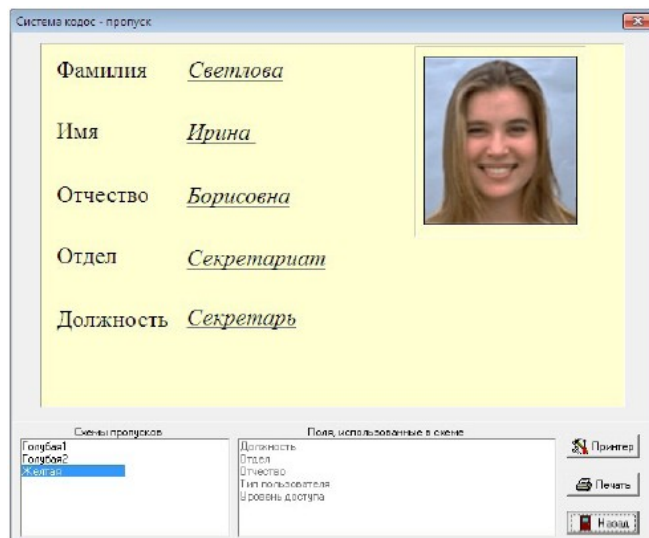 Система кодос - пропуск
Фамилия Светлова
Имя Ирина
Отчество Борисовна
Отдел Секретариат
Должность Секретарь
Схемы пропусков
Голубая1
Голубая2
Желтая
Поля, использованные в схеме
Должность
Отдел
Отчество
Тип пользователя
Уровень доступа
Принтер
Печать
Назад